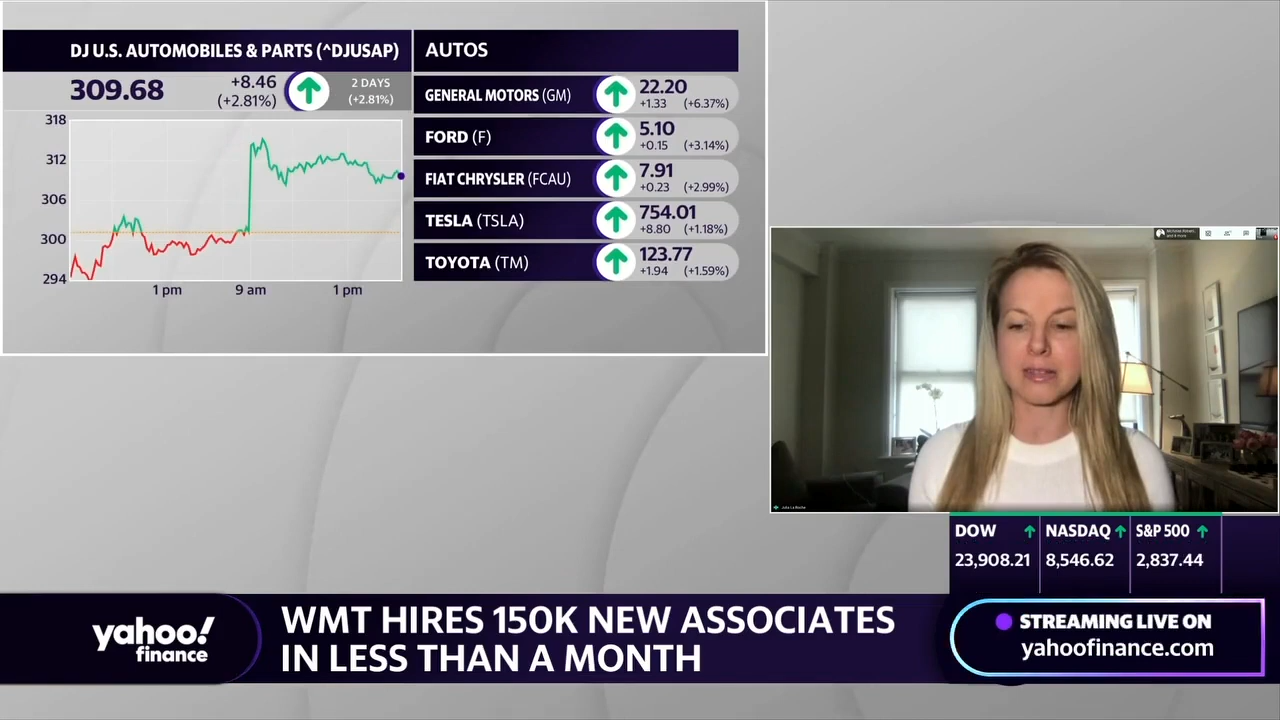 DJ U.S. AUTOMOBILES & PARTS (^DJUSAP)
309.68
+8.46
(+2.81%)
2 DAYS
(+2.81%)
318
312
306
300
294
1 pm
9 am
1 pm
AUTOS
GENERAL MOTORS (GM)
22.20
+1.33 (+6.37%)
FORD (F)
5.10
+0.15 (+3.14%)
FIAT CHRYSLER (FCAU)
7.91
+0.23 (+2.99%)
TESLA (TSLA)
754.01
+8.80 (+1.18%)
TOYOTA (TM)
123.77
+1.94 (+1.59%)
Julia La Roche
DOW
23,908.21
NASDAQ
8,546.62
S&P 500
2,837.44
yahoo!
finance
WMT HIRES 150K NEW ASSOCIATES
IN LESS THAN A MONTH
STREAMING LIVE ON
yahoofinance.com